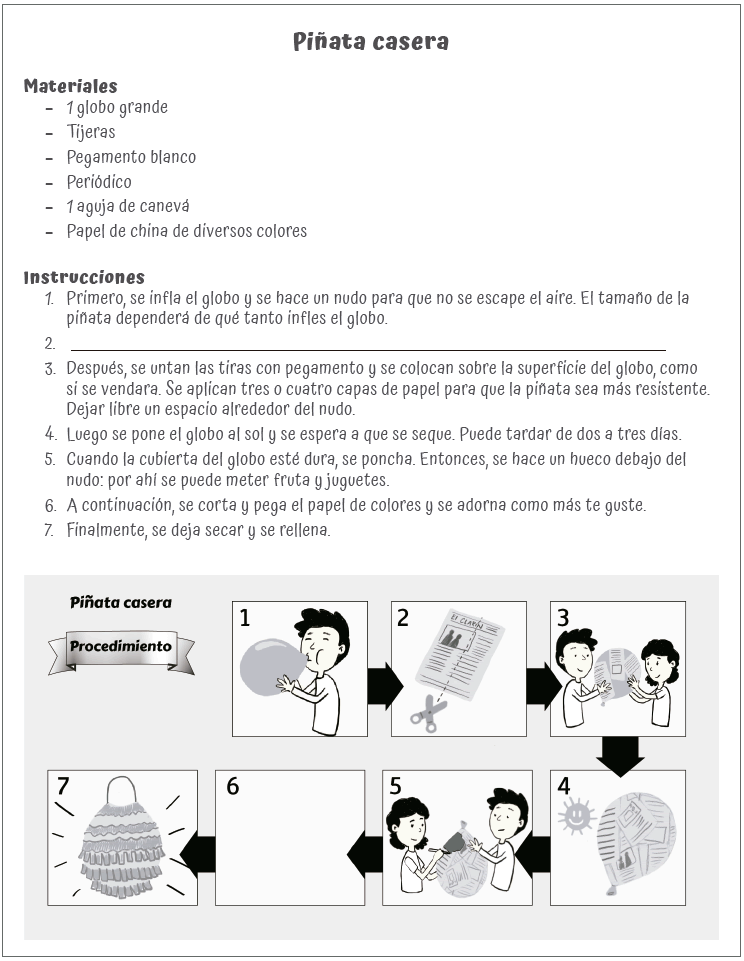 Piñata casera
Materiales
- 1 globo grande
- Tijeras
- Pegamento blanco
- Periódico
- 1 aguja de canevá
- Papel de china de diversos colores
Instrucciones
1. Primero, se infla el globo y se hace un nudo para que no se escape el aire. El tamaño de la
piñata dependerá de qué tanto infles el globo.
2.
3. Después, se untan las tiras con pegamento y se colocan sobre la superficie del globo, como
si se vendara. Se aplican tres o cuatro capas de papel para que la piñata sea más resistente.
Dejar libre un espacio alrededor del nudo.
4. Luego se pone el globo al sol y se espera a que se seque. Puede tardar de dos a tres días.
5. Cuando la cubierta del globo esté dura, se poncha. Entonces, se hace un hueco debajo del
nudo: por ahí se puede meter fruta y juguetes.
6. A continuación, se corta y pega el papel de colores y se adorna como más te guste.
7. Finalmente, se deja secar y se rellena.
Piñata casera
Procedimiento
1
2
EL CLARÍN
3
7
6
5
4